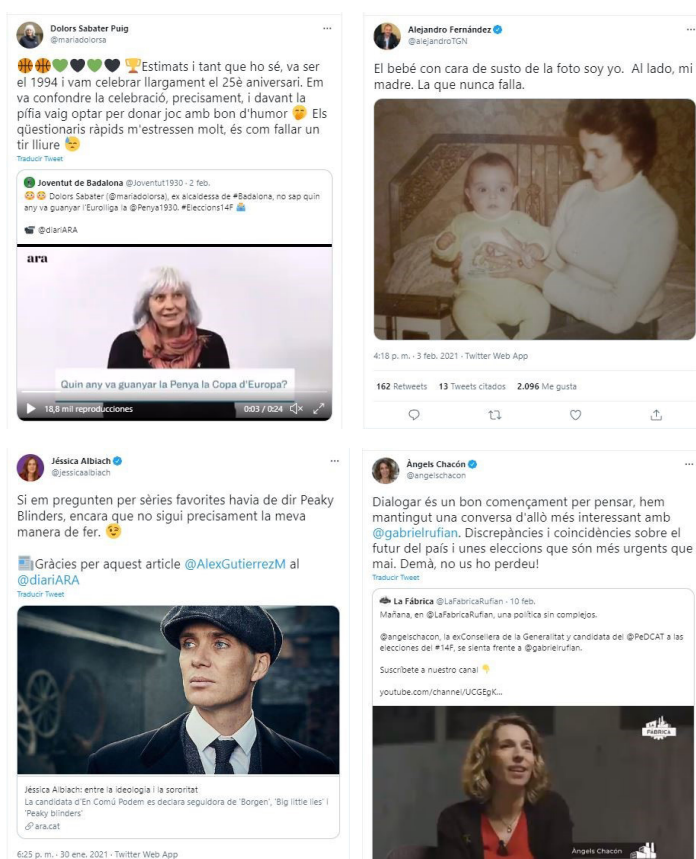 Dolors Sabater Puig
@mariadolorsa
Estimats i tant que ho sé, va ser
el 1994 i vam celebrar llargament el 25è aniversari. Em
va confondre la celebració, precisament, i davant la
pífia vaig optar per donar joc amb bon d'humor 🤭 Els
qüestionaris ràpids m'estressen molt, és com fallar un
tir lliure 😓
Traducir Tweet
Joventut de Badalona @Joventut1930 · 2 feb.
Dolors Sabater (@mariadolorsa), ex alcaldessa de #Badalona, no sap quin
any va guanyar l'Eurolliga la @Penya1930. #Eleccions14F
@diariARA
ara
Quin any va guanyar la Penya la Copa d'Europa?
18,8 mil reproducciones
0:03 / 0:24
Alejandro Fernández
@alejandroTGN
El bebé con cara de susto de la foto soy yo. Al lado, mi
madre. La que nunca falla.
4:18 p. m. · 3 feb. 2021 · Twitter Web App
162 Retweets 13 Tweets citados 2.096 Me gusta
Jéssica Albiach
@jessicaalbiach
Si em pregunten per sèries favorites havia de dir Peaky
Blinders, encara que no sigui precisament la meva
manera de fer. 😉
Gràcies per aquest article @AlexGutierrezM al
@diariARA
Traducir Tweet
Jéssica Albiach: entre la ideologia i la sororitat
La candidata d'En Comú Podem es declara seguidora de 'Borgen', 'Big little lies' i
'Peaky blinders'
ara.cat
6:25 p. m. · 30 ene. 2021 · Twitter Web App
Àngels Chacón
@angelschacon
Dialogar és un bon començament per pensar, hem
mantingut una conversa d'allò més interessant amb
@gabrielrufian. Discrepàncies i coincidències sobre el
futur del país i unes eleccions que són més urgents que
mai. Demà, no us ho perdeu!
Traducir Tweet
La Fábrica @LaFabricaRufian · 10 feb.
Mañana, en @LaFabricaRufian, una política sin complejos.
@angelschacon, la exConsellera de la Generalitat y candidata del @PeDCAT a las
elecciones del #14F, se sienta frente a @gabrielrufian.
Suscríbete a nuestro canal 👇
youtube.com/channel/UCGEgK...
FÀBRICA
Àngels Chacón